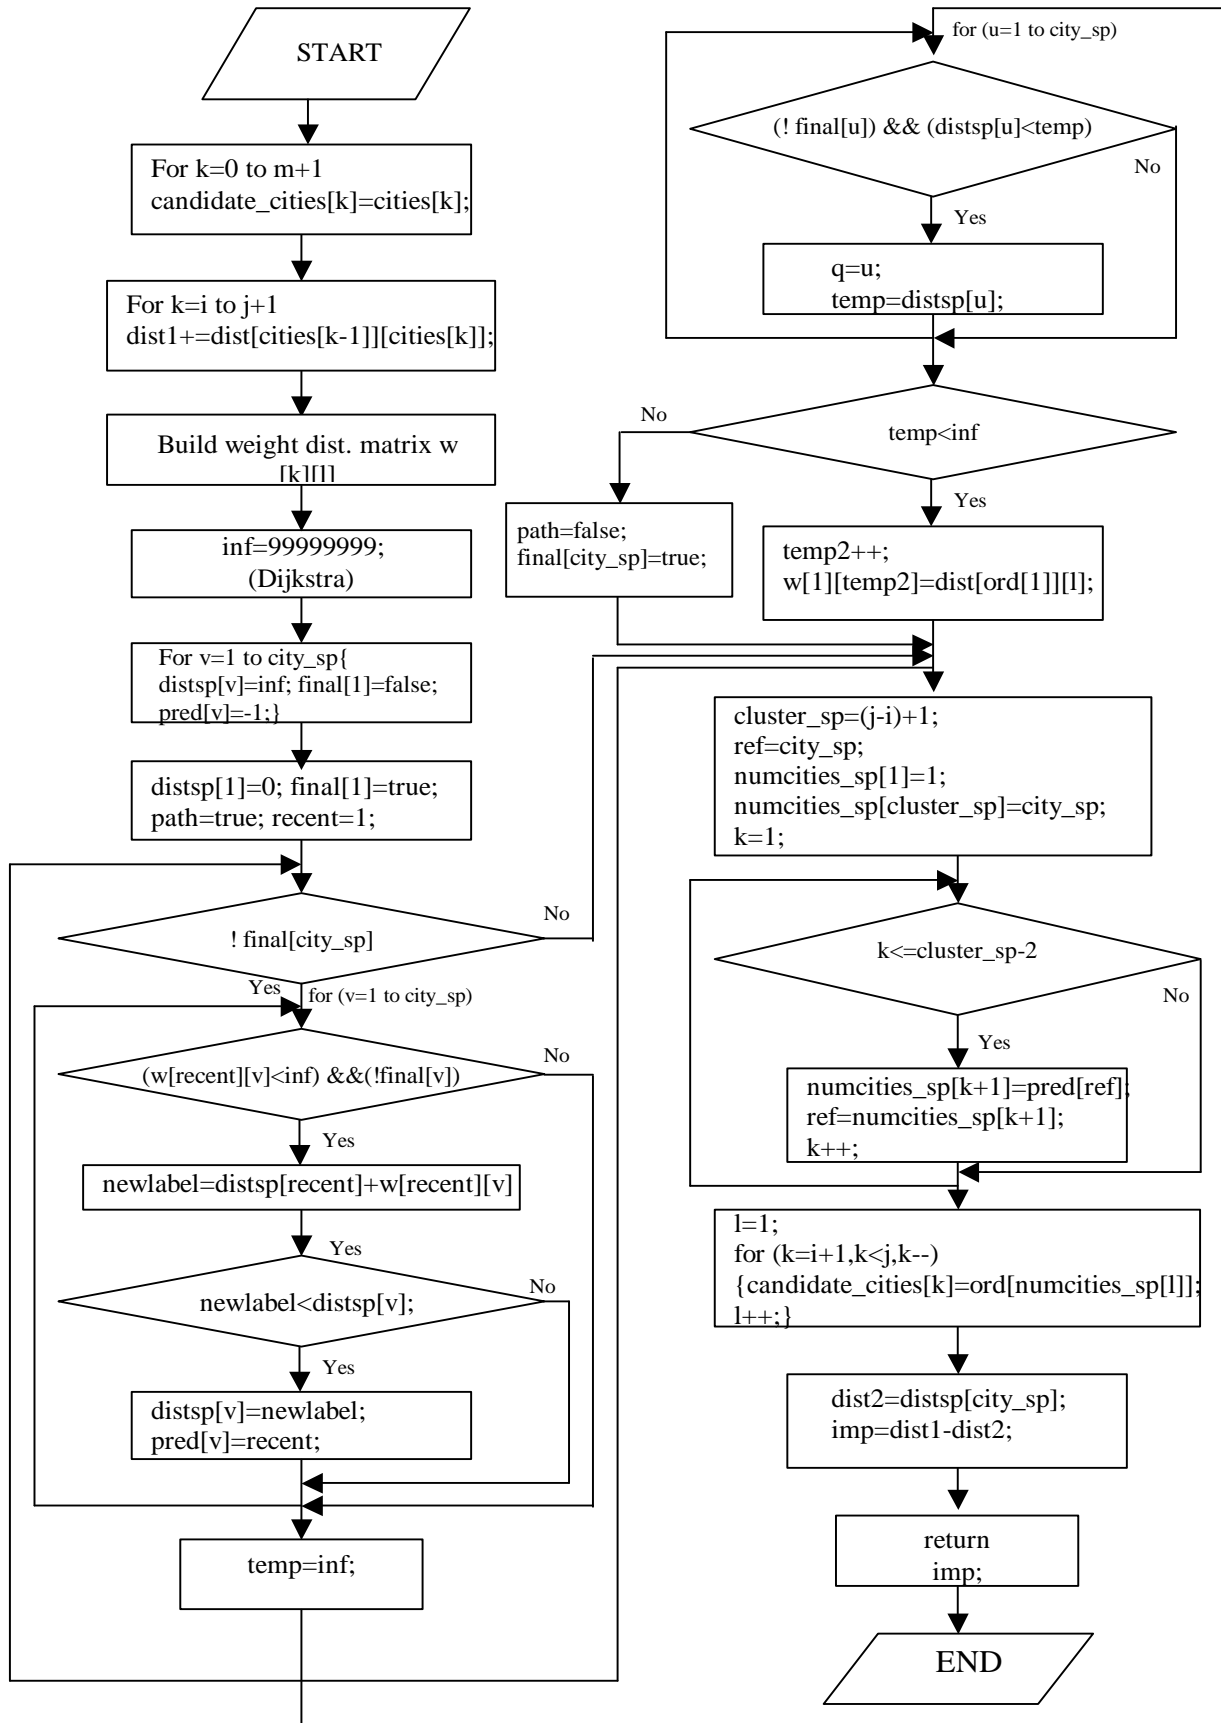 START
For k=0 to m+1
candidate_cities[k]=cities[k];
For k=i to j+1
dist1+=dist[cities[k-1]][cities[k]];
Build weight dist. matrix w
[k][l]
inf=99999999;
(Dijkstra)
For v=1 to city_sp{
distsp[v]=inf; final[1]=false;
pred[v]=-1;}
distsp[1]=0; final[1]=true;
path=true; recent=1;
! final[city_sp]
No
Yes
for (v=1 to city_sp)
(w[recent][v]<inf) &&(!final[v])
No
Yes
newlabel=distsp[recent]+w[recent][v]
Yes
newlabel<distsp[v];
No
Yes
distsp[v]=newlabel;
pred[v]=recent;
temp=inf;
for (u=1 to city_sp)
(! final[u]) && (distsp[u]<temp)
No
Yes
q=u;
temp=distsp[u];
temp<inf
No
Yes
path=false;
final[city_sp]=true;
temp2++;
w[1][temp2]=dist[ord[1]][l];
cluster_sp=(j-i)+1;
ref=city_sp;
numcities_sp[1]=1;
numcities_sp[cluster_sp]=city_sp;
k=1;
k<=cluster_sp-2
No
Yes
numcities_sp[k+1]=pred[ref];
ref=numcities_sp[k+1];
k++;
l=1;
for (k=i+1,k<j,k--)
{candidate_cities[k]=ord[numcities_sp[l]];
l++;}
dist2=distsp[city_sp];
imp=dist1-dist2;
return
imp;
END